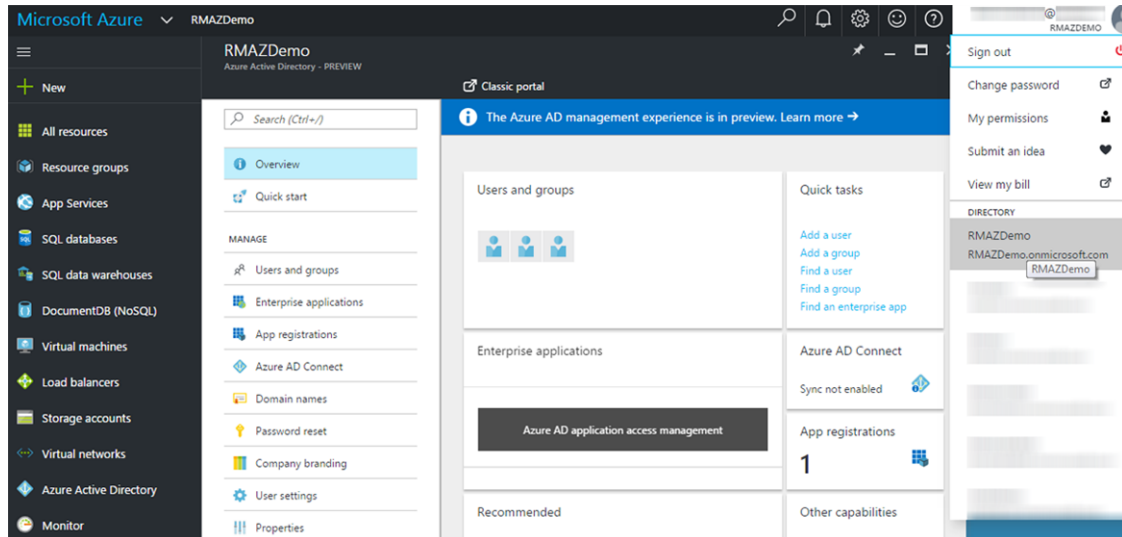 Microsoft Azure RMAZDemo
@
RMAZDEMO
New
All resources
Resource groups
App Services
SQL databases
SQL data warehouses
DocumentDB (NoSQL)
Virtual machines
Load balancers
Storage accounts
Virtual networks
Azure Active Directory
Monitor
RMAZDemo
Azure Active Directory - PREVIEW
Search (Ctrl+/)
Overview
Quick start
MANAGE
Users and groups
Enterprise applications
App registrations
Azure AD Connect
Domain names
Password reset
Company branding
User settings
Properties
Classic portal
The Azure AD management experience is in preview. Learn more →
Users and groups
Enterprise applications
Azure AD application access management
Recommended
Quick tasks
Add a user
Add a group
Find a user
Find a group
Find an enterprise app
Azure AD Connect
Sync not enabled
App registrations
1
Other capabilities
Sign out
Change password
My permissions
Submit an idea
View my bill
DIRECTORY
RMAZDemo
RMAZDemo.onmicrosoft.com
RMAZDemo